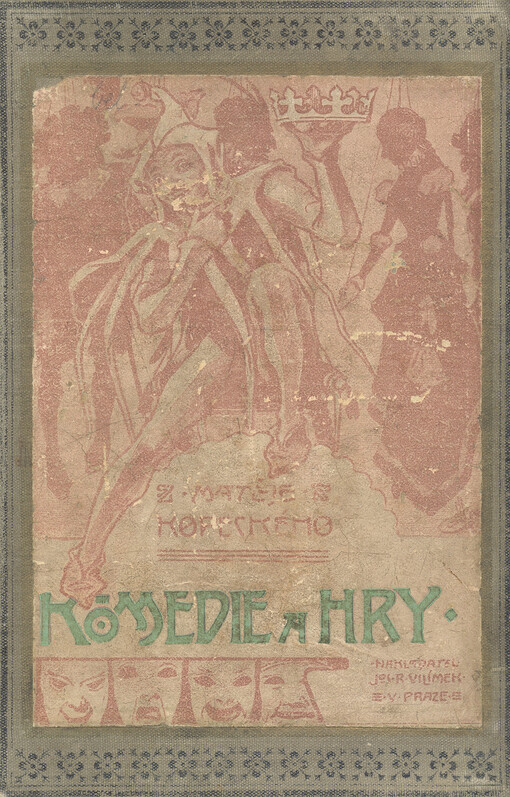 MATĚJE
KOPECKÉHO
KOMEDIE A HRY
NAKLADATEL
JOS. R. VILÍMEK
V PRAZE